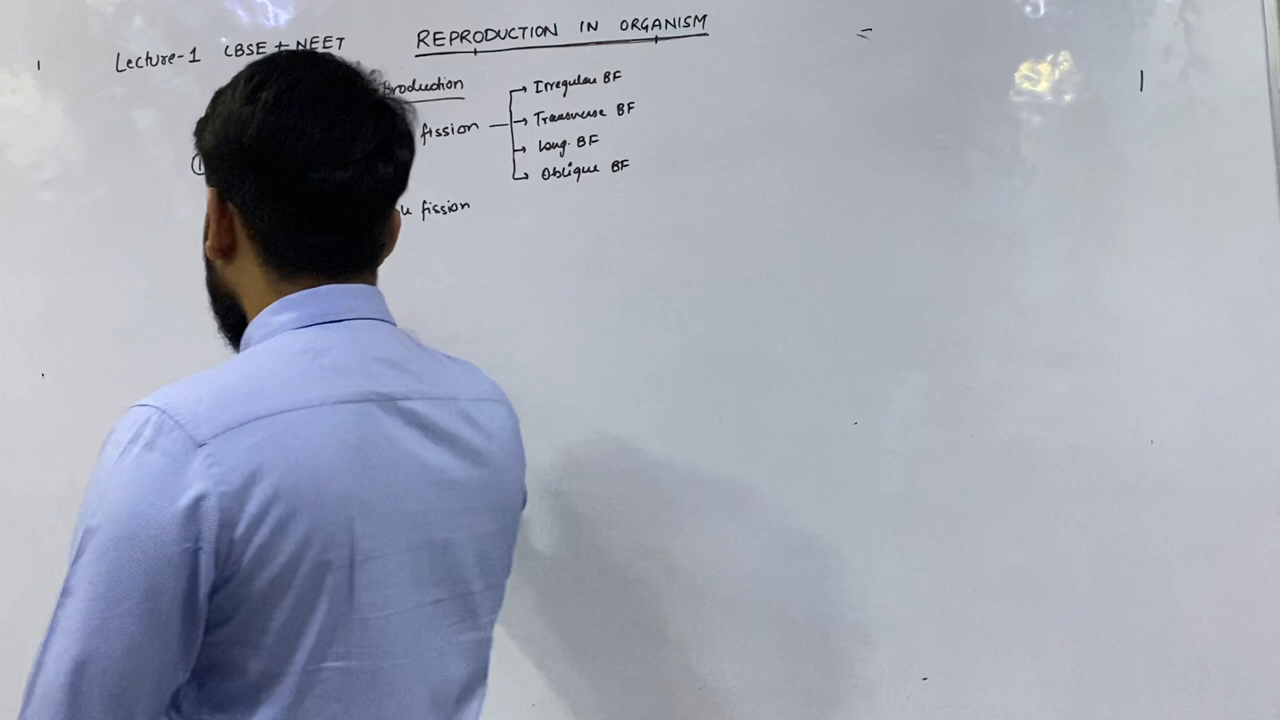 Lecture-1 CBSE + NEET REPRODUCTION IN ORGANISM
production
fission → Irregular BF
→ Transverse BF
→ Long. BF
→ Oblique BF
fission